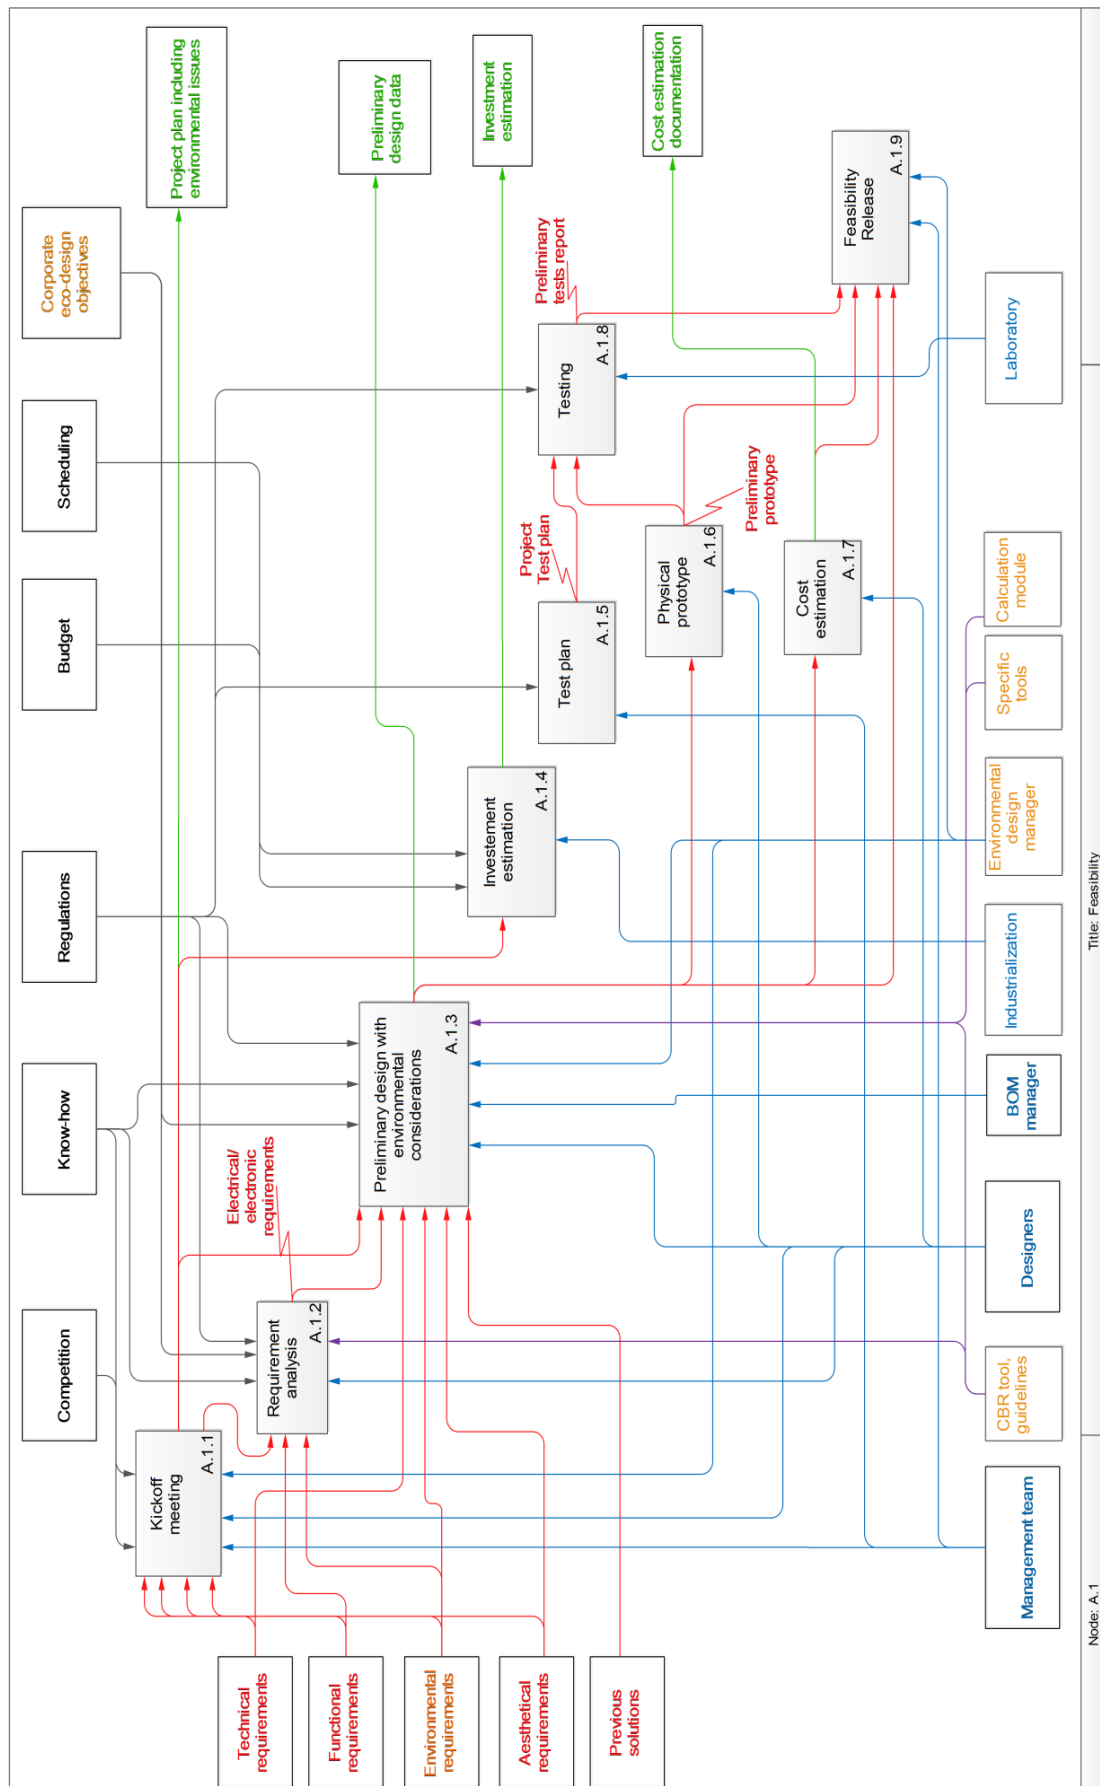 Competition
Know-how
Regulations
Budget
Scheduling
Corporate
eco-design
objectives
Project plan including
environmental issues
Preliminary
design data
Investment
estimation
Cost estimation
documentation
Technical
requirements
Functional
requirements
Environmental
requirements
Aesthetical
requirements
Previous
solutions
Kickoff
meeting
A.1.1
Requirement
analysis
A.1.2
Electrical/
electronic
requirements
Preliminary design with
environmental
considerations
A.1.3
Investement
estimation
A.1.4
Test plan
A.1.5
Project
Test plan
Physical
prototype
A.1.6
Preliminary
prototype
Cost
estimation
A.1.7
Testing
A.1.8
Preliminary
tests report
Feasibility
Release
A.1.9
Management team
CBR tool,
guidelines
Designers
BOM
manager
Industrialization
Environmental
design
manager
Specific
tools
Calculation
module
Laboratory
Node: A.1
Title: Feasibility